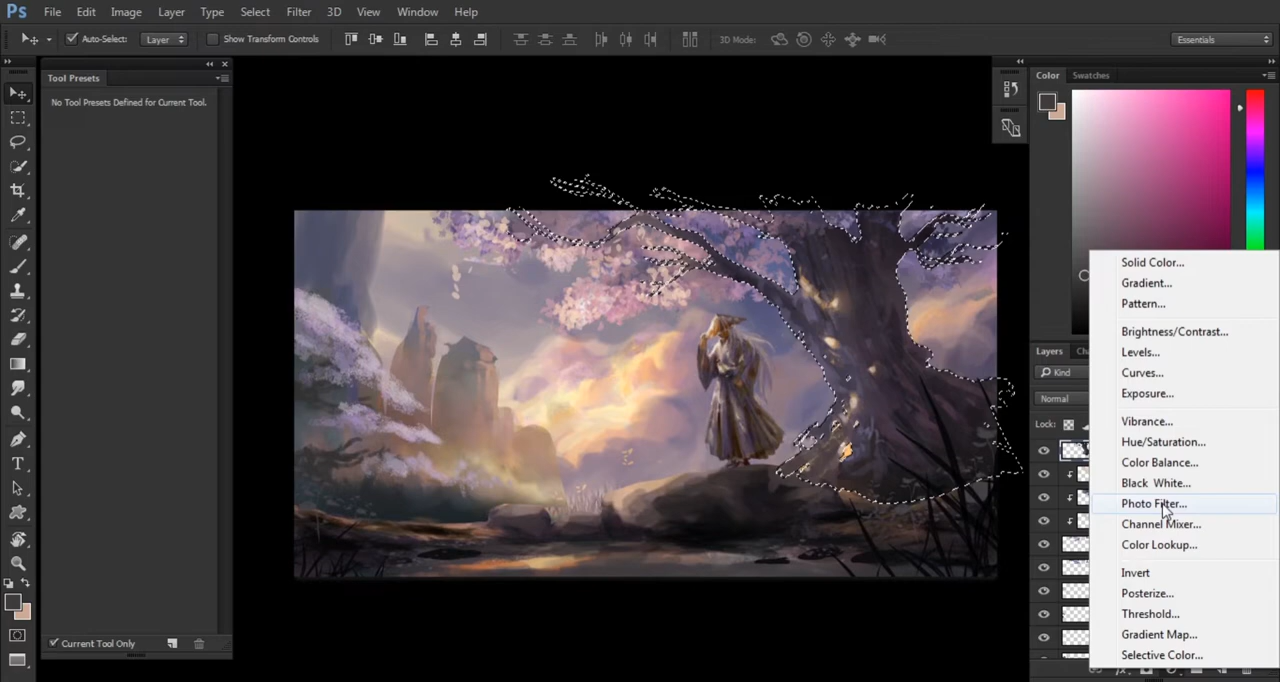 Ps File Edit Image Layer Type Select Filter 3D View Window Help
Auto-Select: Layer Show Transform Controls 3D Mode: Essentials
Tool Presets
No Tool Presets Defined for Current Tool.
Color Swatches
Solid Color...
Gradient...
Pattern...
Brightness/Contrast...
Layers Ch
Levels...
Kind
Curves...
Exposure...
Normal
Vibrance...
Lock:
Hue/Saturation...
Color Balance...
Black White...
Photo Filter...
Channel Mixer...
Color Lookup...
Invert
Posterize...
Threshold...
Gradient Map...
Selective Color...
Current Tool Only
T
fx